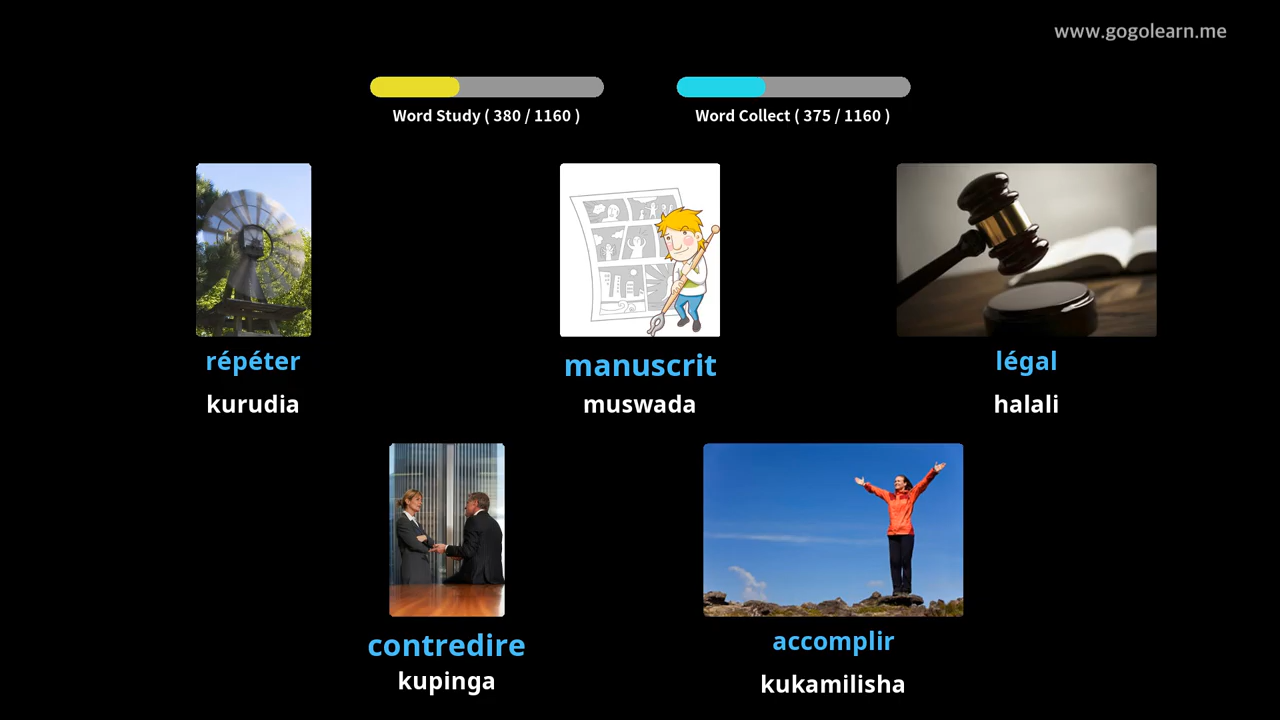 www.gogolearn.me
Word Study ( 380 / 1160 )
Word Collect ( 375 / 1160 )
répéter
kurudia
manuscrit
muswada
légal
halali
contredire
kupinga
accomplir
kukamilisha